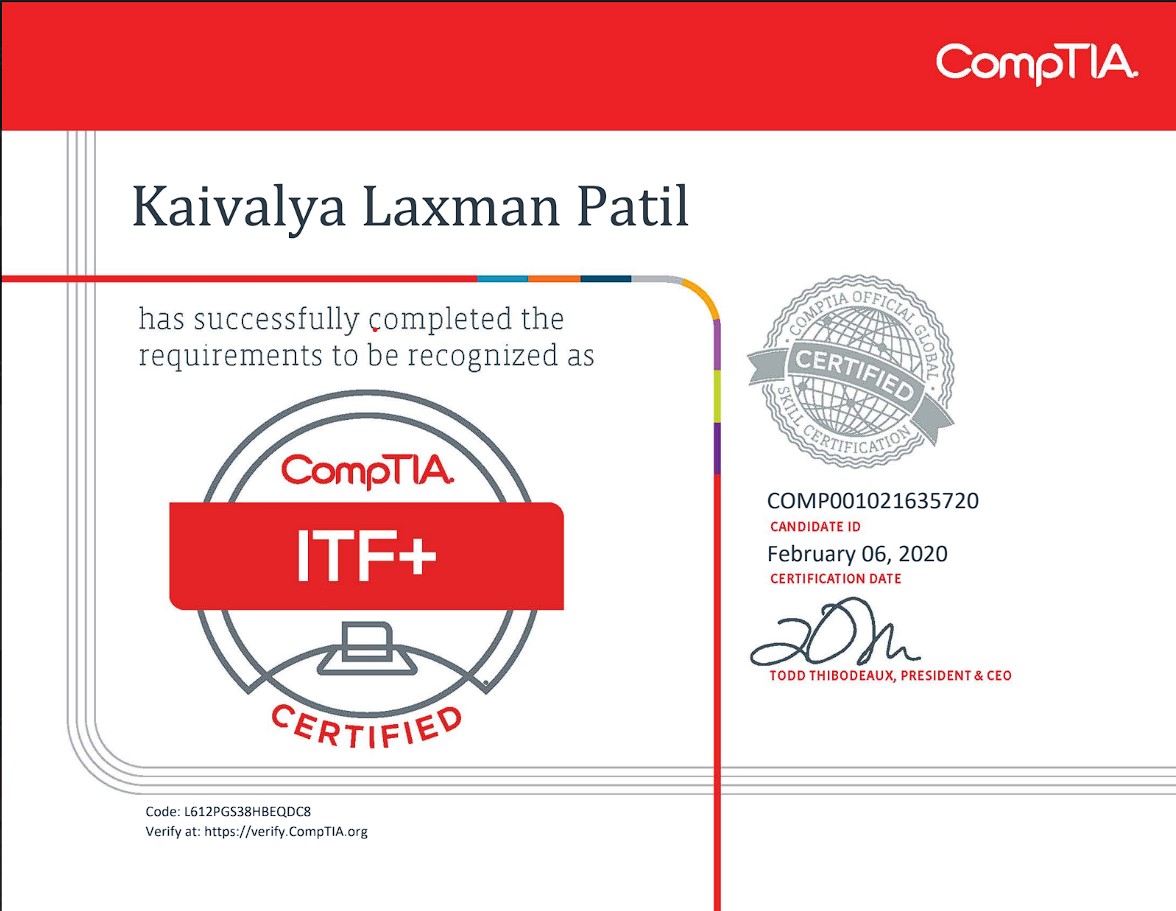 CompTIA.
Kaivalya Laxman Patil
has successfully completed the
requirements to be recognized as
CompTIA.
ITF+
CERTIFIED
COMPTIA OFFICIAL GLOBAL
CERTIFIED
SKILL CERTIFICATION
COMP001021635720
CANDIDATE ID
February 06, 2020
CERTIFICATION DATE
TODD THIBODEAUX, PRESIDENT & CEO
Code: L612PGS38HBEQDC8
Verify at: https://verify.CompTIA.org